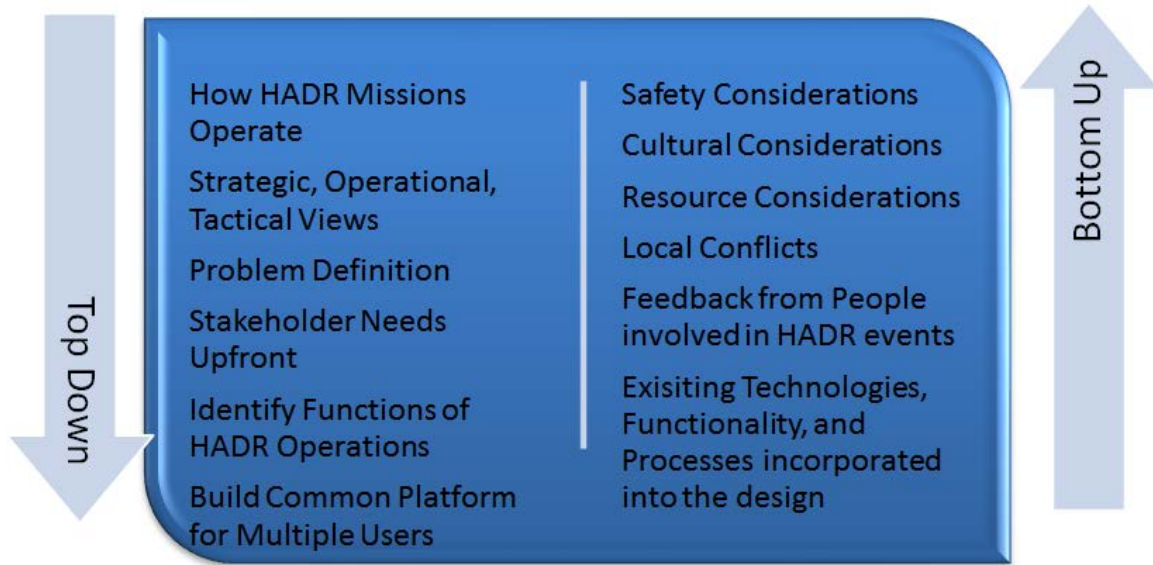 Top Down
How HADR Missions
Operate
Strategic, Operational,
Tactical Views
Problem Definition
Stakeholder Needs
Upfront
Identify Functions of
HADR Operations
Build Common Platform
for Multiple Users
Safety Considerations
Cultural Considerations
Resource Considerations
Local Conflicts
Feedback from People
involved in HADR events
Exisiting Technologies,
Functionality, and
Processes incorporated
into the design
Bottom Up